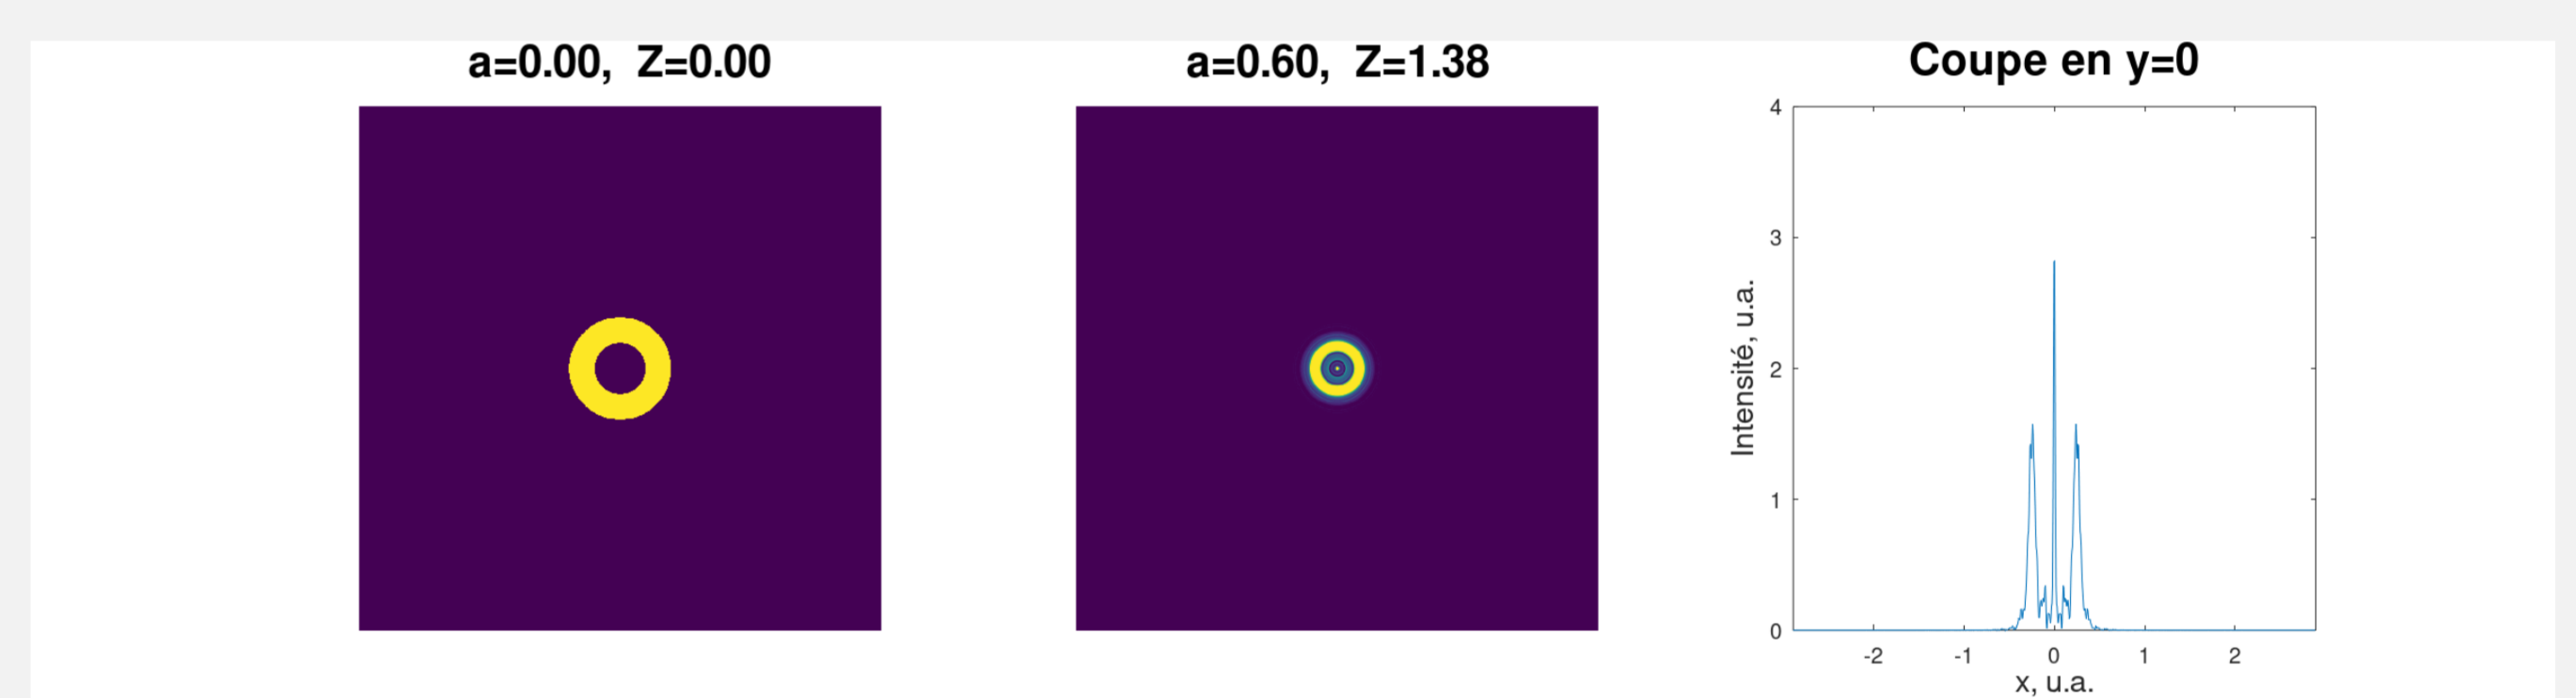 a=0.00, Z=0.00
a=0.60, Z=1.38
Coupe en y=0
4
3
2
1
0
Intensité, u.a.
-2 -1 0 1 2
x, u.a.